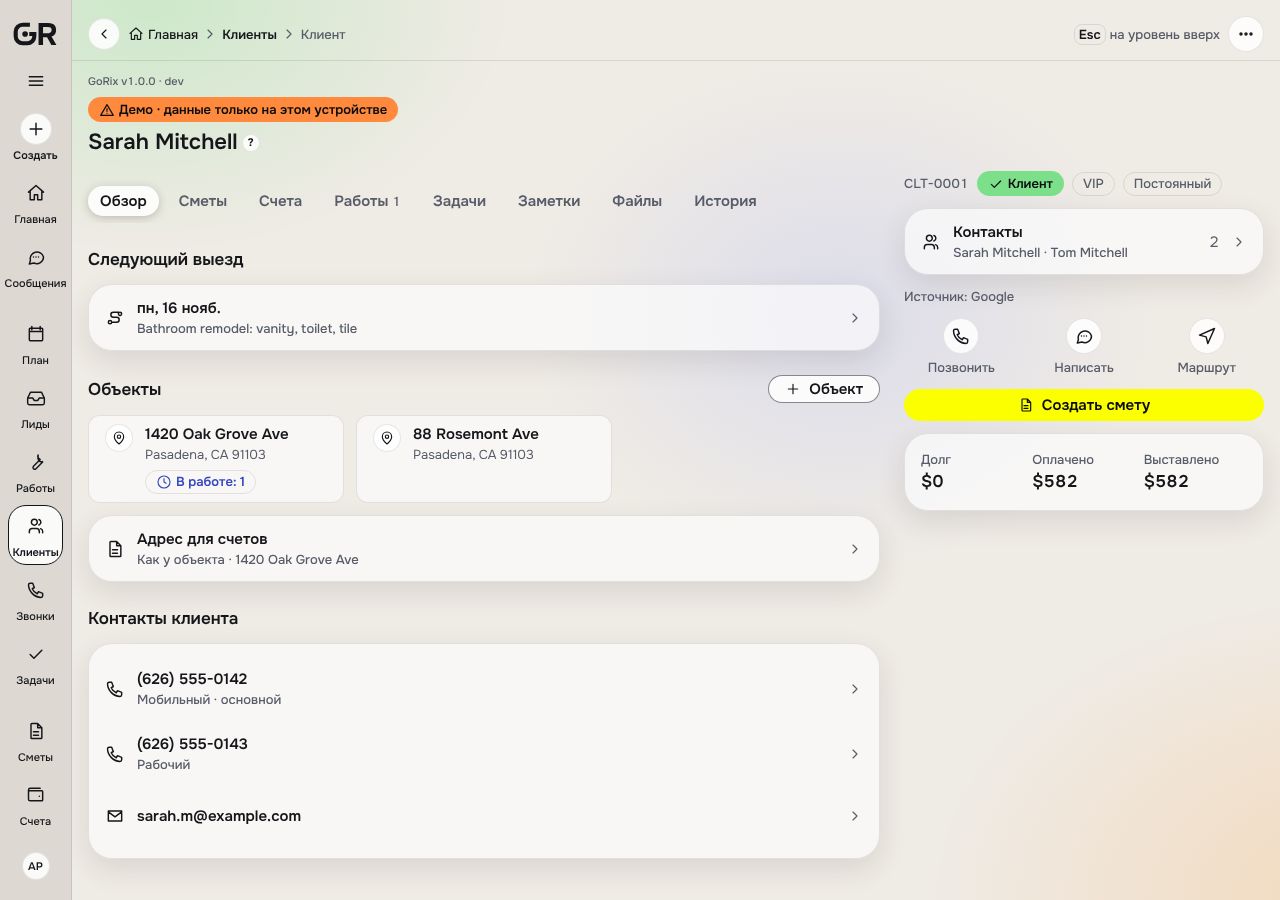 GR
Главная
Клиенты
Клиент
Esc на уровень вверх
GoRix v1.0.0 · dev
Демо · данные только на этом устройстве
Sarah Mitchell ?
Создать
Главная
Сообщения
План
Лиды
Работы
Клиенты
Звонки
Задачи
Сметы
Счета
AP
Обзор
Сметы
Счета
Работы 1
Задачи
Заметки
Файлы
История
Следующий выезд
пн, 16 нояб.
Bathroom remodel: vanity, toilet, tile
Объекты
+ Объект
1420 Oak Grove Ave
Pasadena, CA 91103
В работе: 1
88 Rosemont Ave
Pasadena, CA 91103
Адрес для счетов
Как у объекта · 1420 Oak Grove Ave
Контакты клиента
(626) 555-0142
Мобильный · основной
(626) 555-0143
Рабочий
sarah.m@example.com
CLT-0001
Клиент
VIP
Постоянный
Контакты
Sarah Mitchell · Tom Mitchell
2
Источник: Google
Позвонить
Написать
Маршрут
Создать смету
Долг
$0
Оплачено
$582
Выставлено
$582